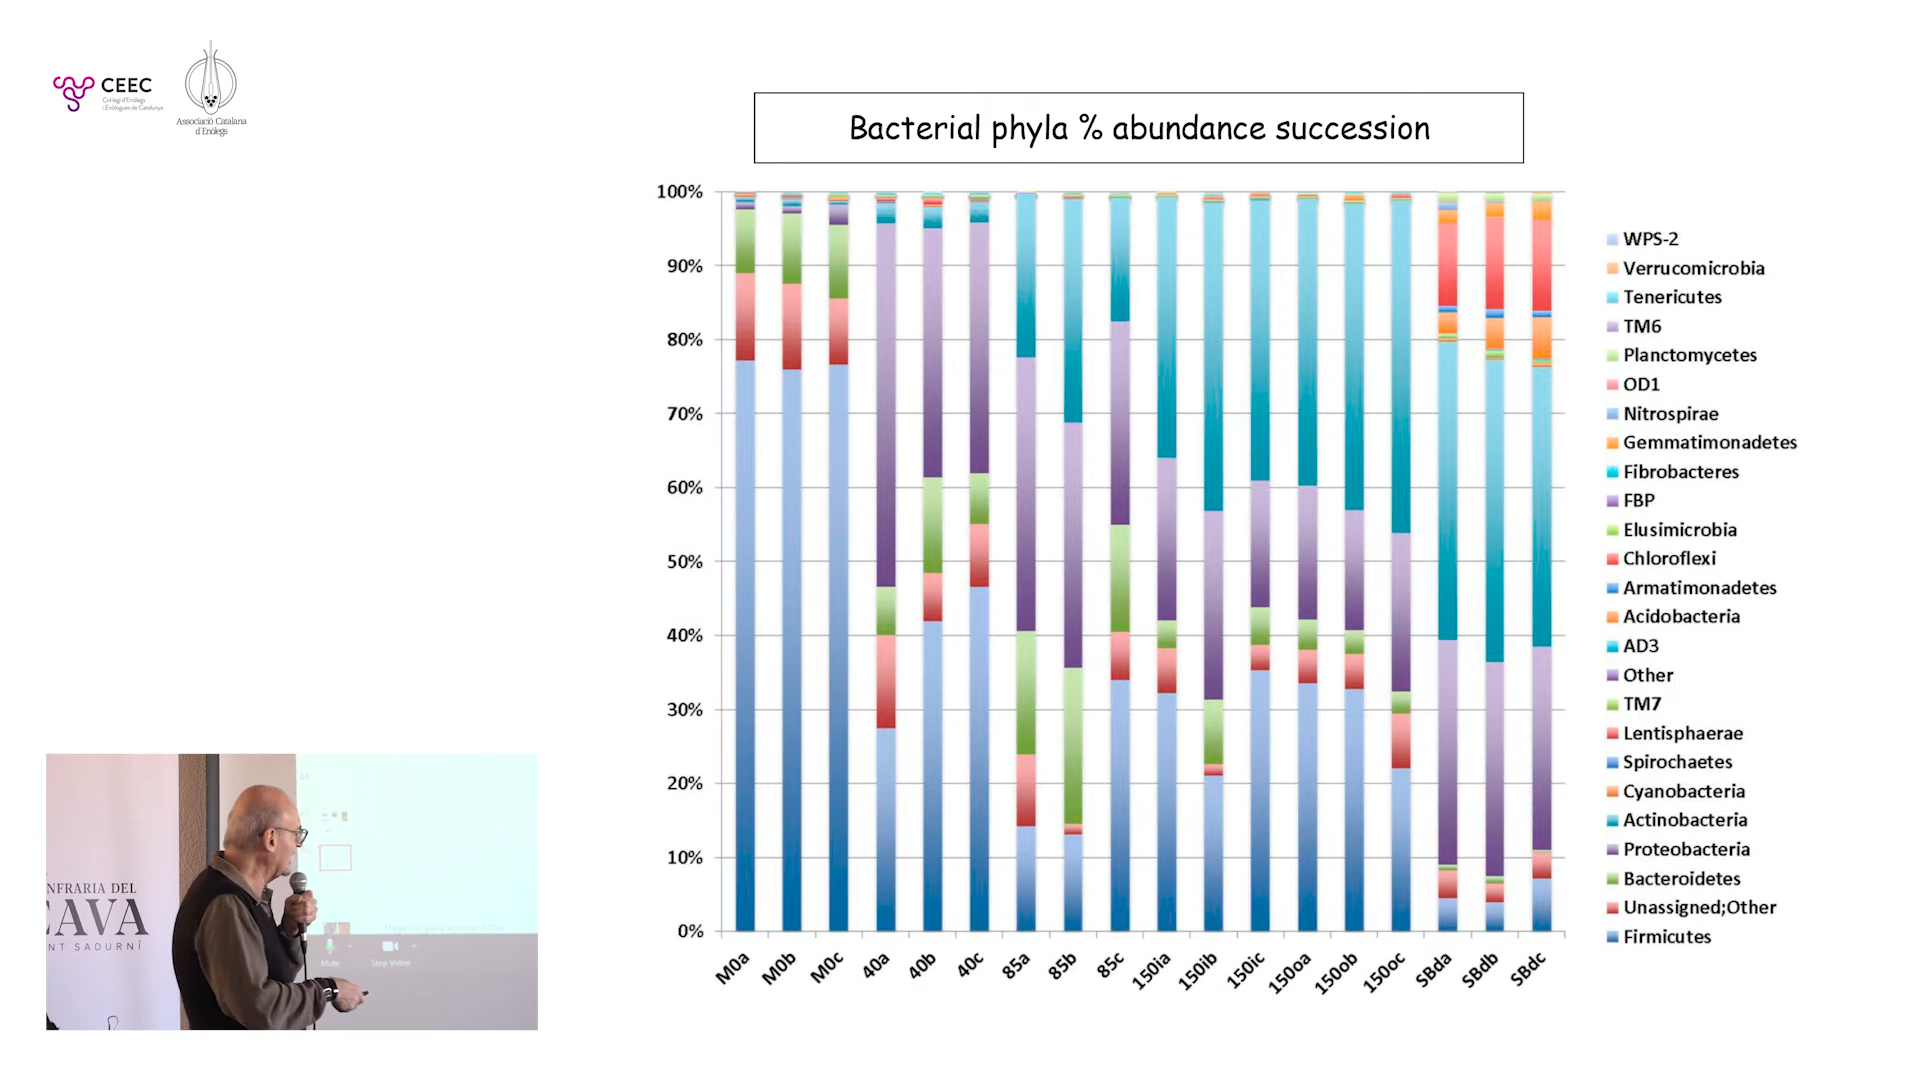 CEEC
Col·legi d'Enòlegs
i Enòlogues de Catalunya
Associació Catalana
d'Enòlegs
Bacterial phyla % abundance succession
100%
90%
80%
70%
60%
50%
40%
30%
20%
10%
0%
M0a
M0b
M0c
40a
40b
40c
85a
85b
85c
150ia
150ib
150ic
150oa
150ob
150oc
SBda
SBdb
SBdc
WPS-2
Verrucomicrobia
Tenericutes
TM6
Planctomycetes
OD1
Nitrospirae
Gemmatimonadetes
Fibrobacteres
FBP
Elusimicrobia
Chloroflexi
Armatimonadetes
Acidobacteria
AD3
Other
TM7
Lentisphaerae
Spirochaetes
Cyanobacteria
Actinobacteria
Proteobacteria
Bacteroidetes
Unassigned;Other
Firmicutes
NFRARIA DEL
CAVA
NT SADURNÍ
Mute
Stop Video